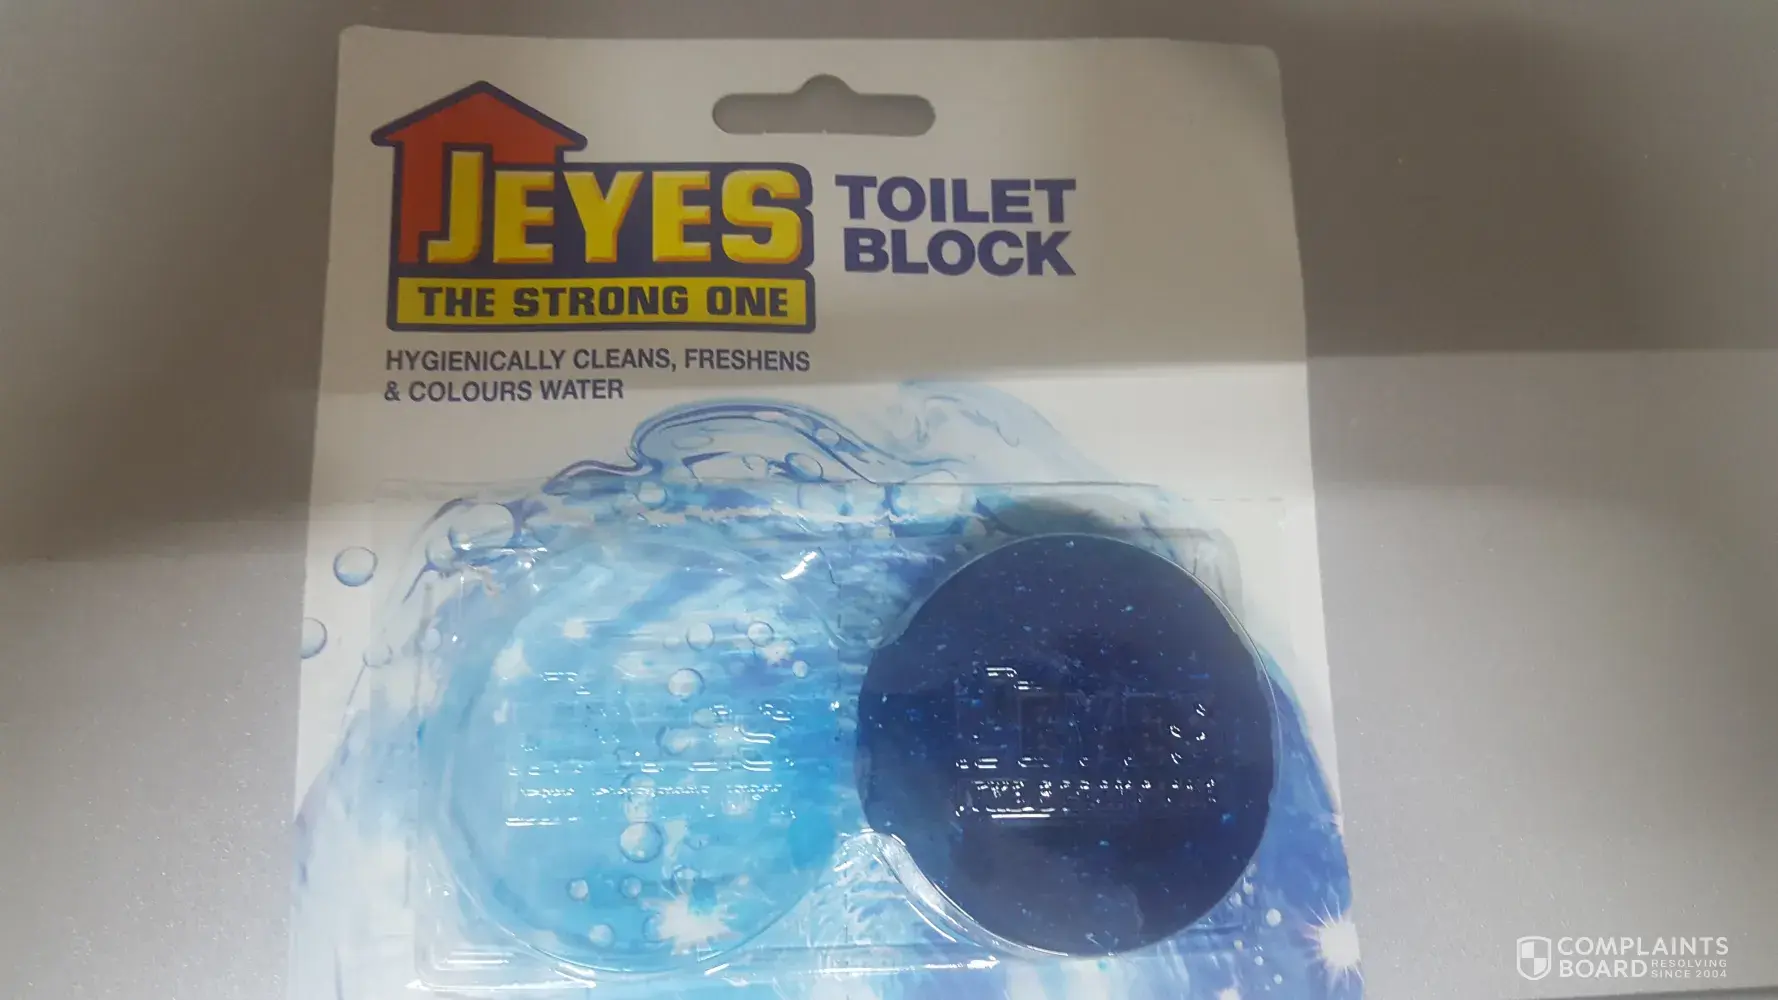 JEYES
THE STRONG ONE
TOILET
BLOCK
HYGIENICALLY CLEANS, FRESHENS
& COLOURS WATER
COMPLAINTS
BOARD RESOLVING
SINCE 2004